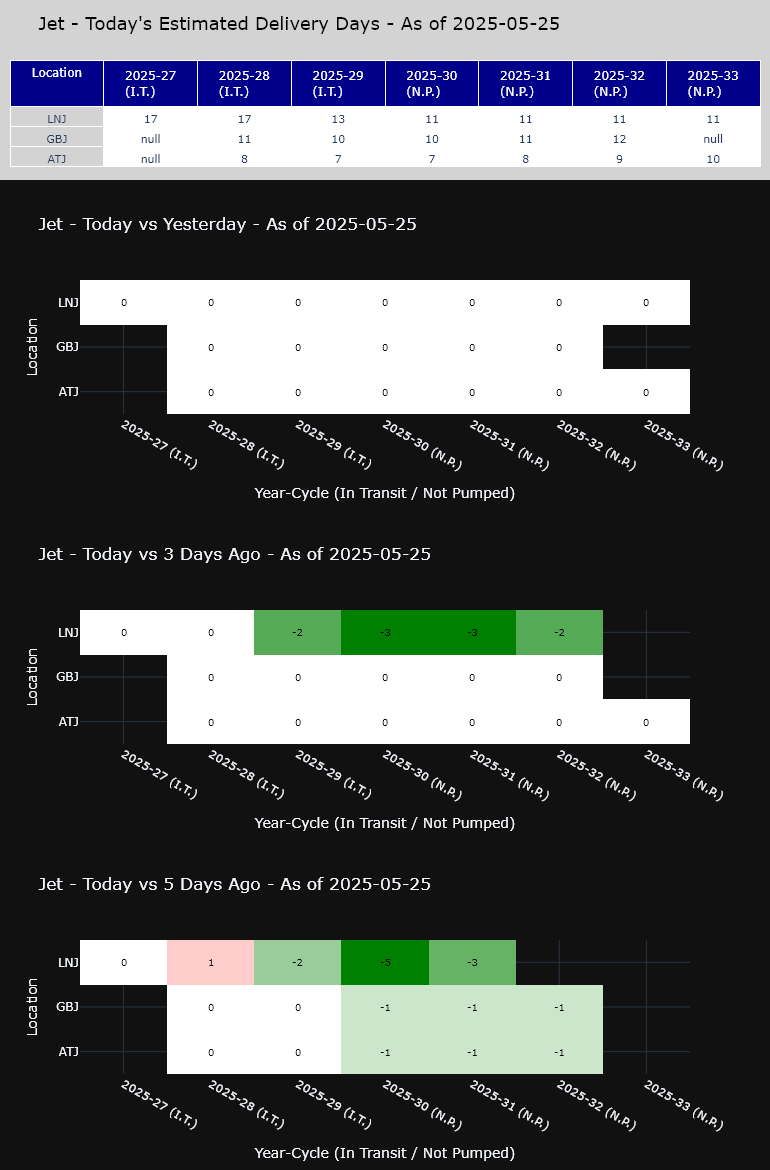 Jet - Today's Estimated Delivery Days - As of 2025-05-25
Location 2025-27 (I.T.) 2025-28 (I.T.) 2025-29 (I.T.) 2025-30 (N.P.) 2025-31 (N.P.) 2025-32 (N.P.) 2025-33 (N.P.)
LNJ 17 17 13 11 11 11 11
GBJ null 11 10 10 11 12 null
ATJ null 8 7 7 8 9 10
Jet - Today vs Yesterday - As of 2025-05-25
Location
LNJ 0 0 0 0 0 0 0
GBJ 0 0 0 0 0
ATJ 0 0 0 0 0 0
2025-27 (I.T.) 2025-28 (I.T.) 2025-29 (I.T.) 2025-30 (N.P.) 2025-31 (N.P.) 2025-32 (N.P.) 2025-33 (N.P.)
Year-Cycle (In Transit / Not Pumped)
Jet - Today vs 3 Days Ago - As of 2025-05-25
Location
LNJ 0 0 -2 -3 -3 -2
GBJ 0 0 0 0 0
ATJ 0 0 0 0 0 0
2025-27 (I.T.) 2025-28 (I.T.) 2025-29 (I.T.) 2025-30 (N.P.) 2025-31 (N.P.) 2025-32 (N.P.) 2025-33 (N.P.)
Year-Cycle (In Transit / Not Pumped)
Jet - Today vs 5 Days Ago - As of 2025-05-25
Location
LNJ 0 1 -2 -5 -3
GBJ 0 0 -1 -1 -1
ATJ 0 0 -1 -1 -1
2025-27 (I.T.) 2025-28 (I.T.) 2025-29 (I.T.) 2025-30 (N.P.) 2025-31 (N.P.) 2025-32 (N.P.) 2025-33 (N.P.)
Year-Cycle (In Transit / Not Pumped)